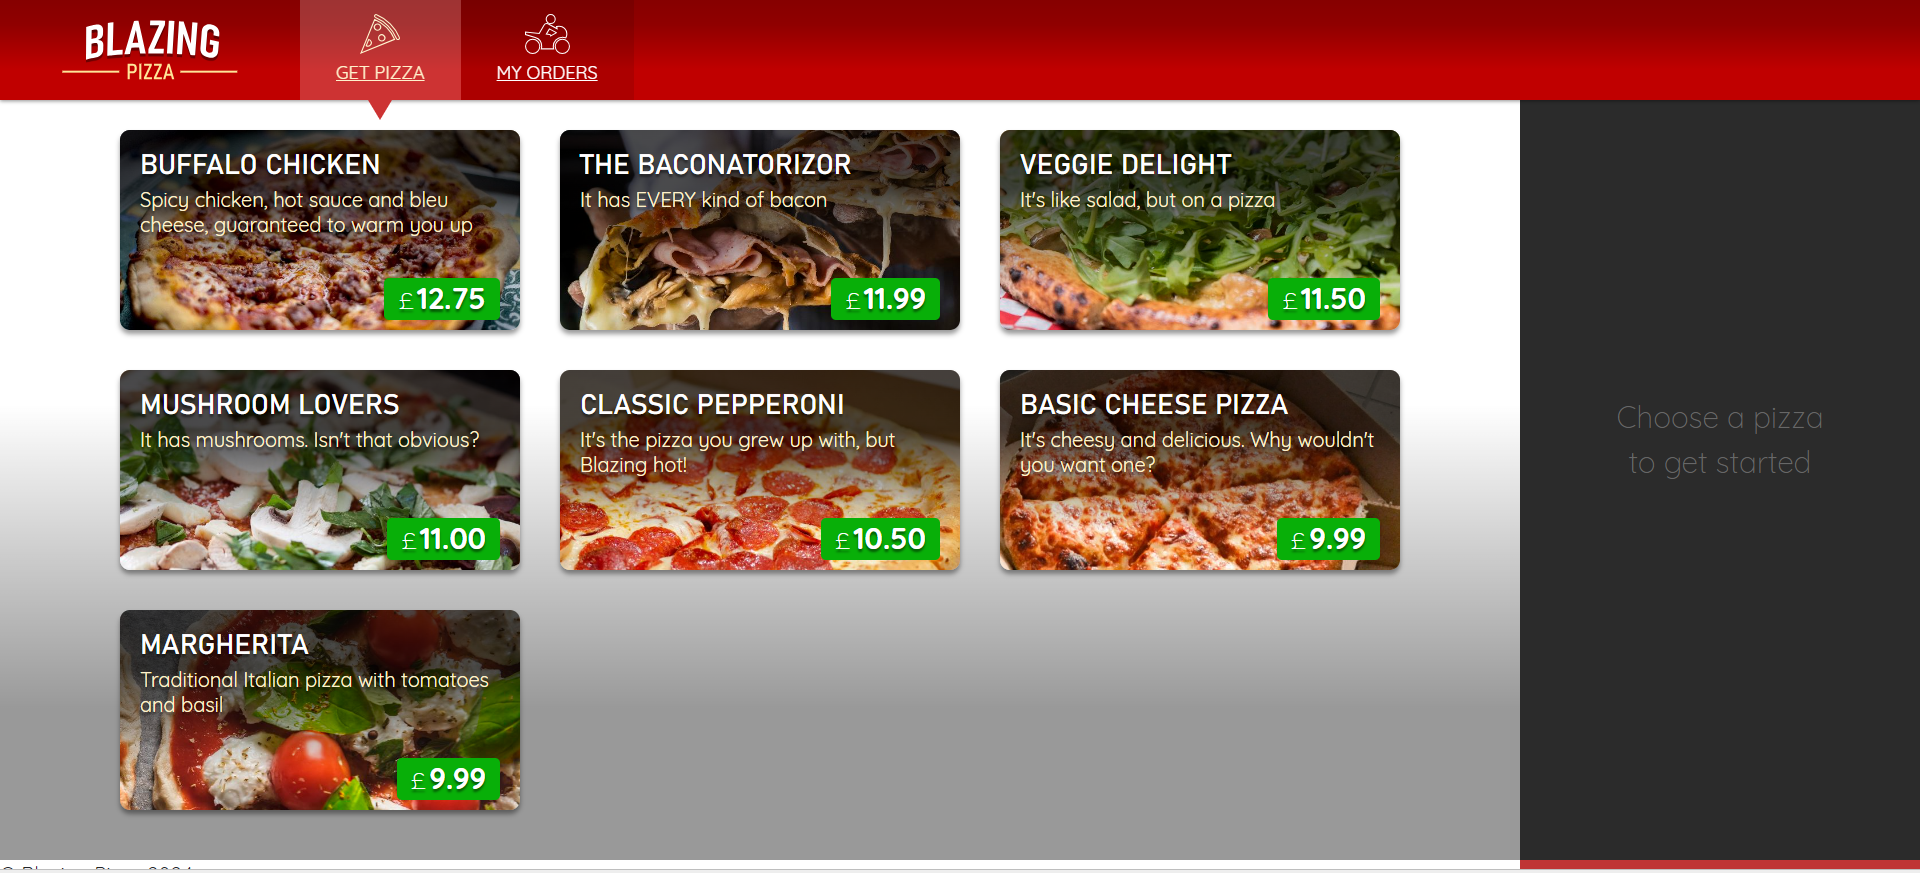 BLAZING
PIZZA
GET PIZZA
MY ORDERS
BUFFALO CHICKEN
Spicy chicken, hot sauce and bleu
cheese, guaranteed to warm you up
£12.75
THE BACONATORIZOR
It has EVERY kind of bacon
£11.99
VEGGIE DELIGHT
It's like salad, but on a pizza
£11.50
MUSHROOM LOVERS
It has mushrooms. Isn't that obvious?
£11.00
CLASSIC PEPPERONI
It's the pizza you grew up with, but
Blazing hot!
£10.50
BASIC CHEESE PIZZA
It's cheesy and delicious. Why wouldn't
you want one?
£9.99
MARGHERITA
Traditional Italian pizza with tomatoes
and basil
£9.99
Choose a pizza
to get started